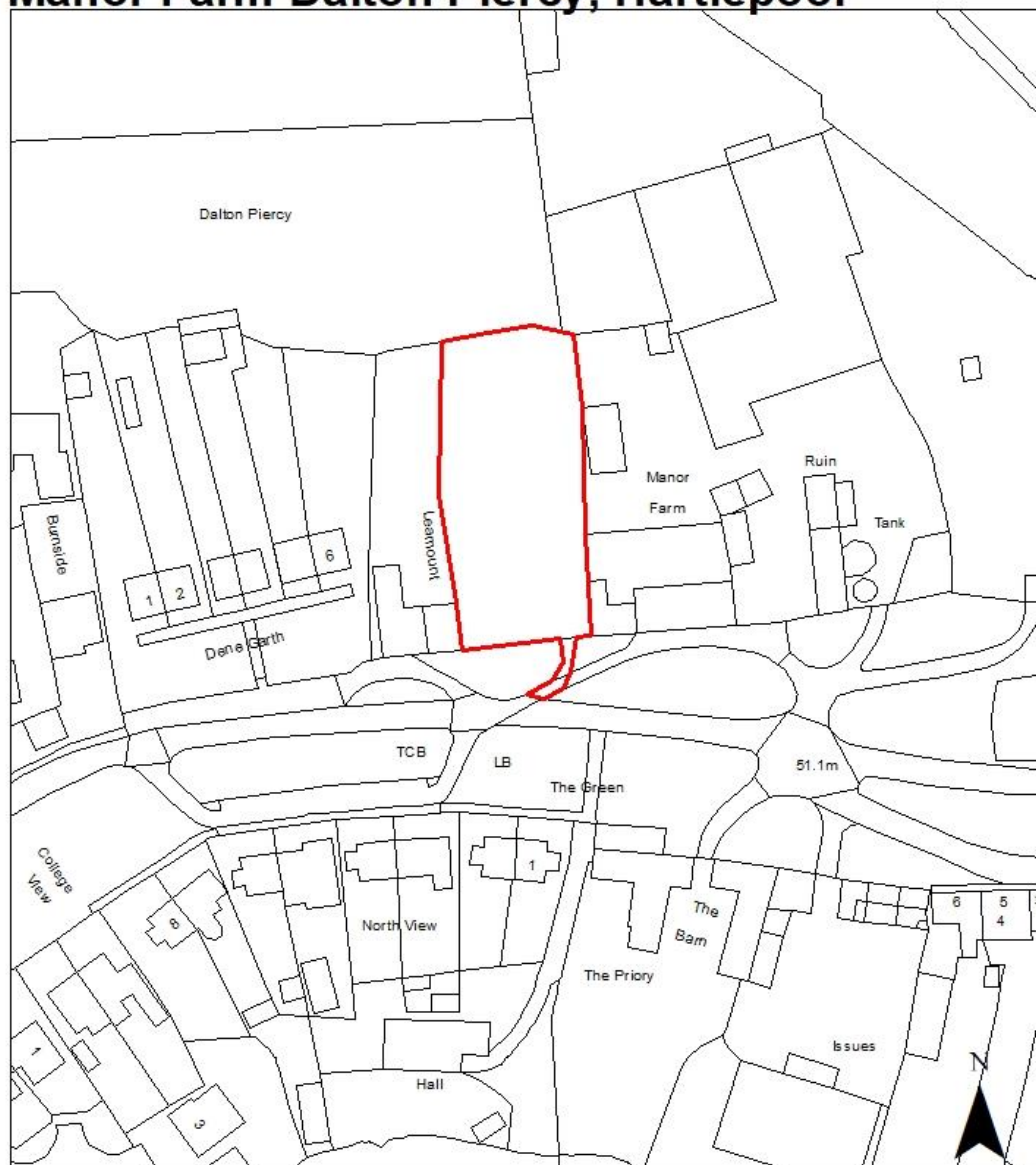 Manor Farm Dalton Piercy, Hartlepool
Dalton Piercy
Manor
Farm
Ruin
Tank
Leamount
Burnside
1
2
6
Dene Garth
TCB
LB
The Green
51.1m
College
View
8
1
North View
The
Barn
The Priory
6
5
4
Issues
N
Hall
1
3